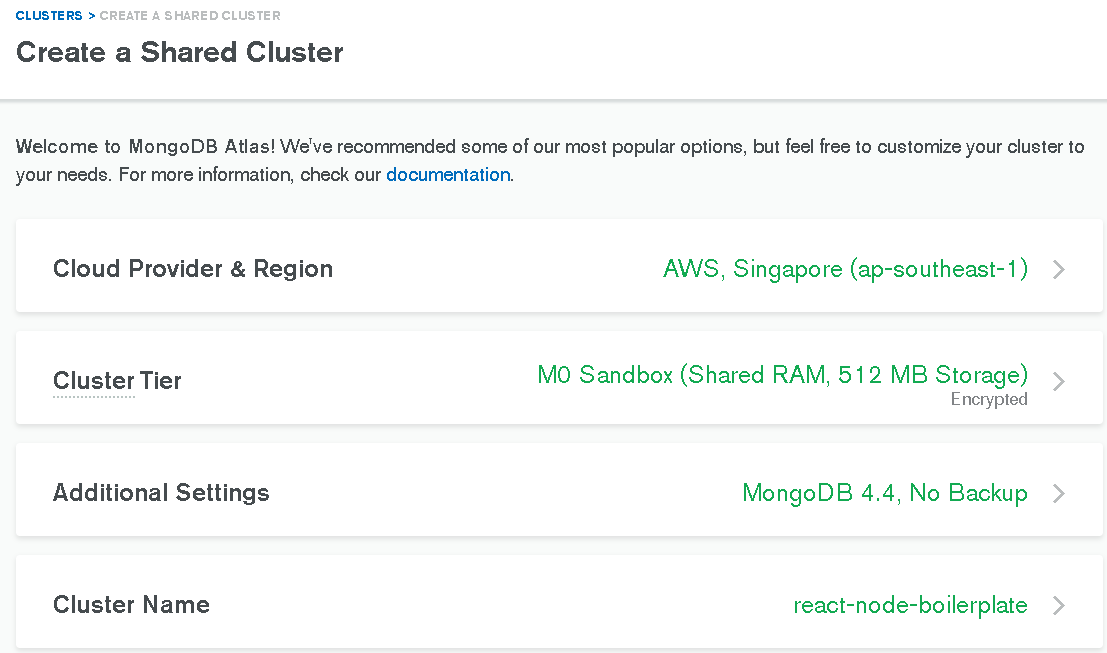 CLUSTERS > CREATE A SHARED CLUSTER
Create a Shared Cluster
Welcome to MongoDB Atlas! We've recommended some of our most popular options, but feel free to customize your cluster to
your needs. For more information, check our documentation.
Cloud Provider & Region AWS, Singapore (ap-southeast-1)
Cluster Tier M0 Sandbox (Shared RAM, 512 MB Storage)
Encrypted
Additional Settings MongoDB 4.4, No Backup
Cluster Name react-node-boilerplate